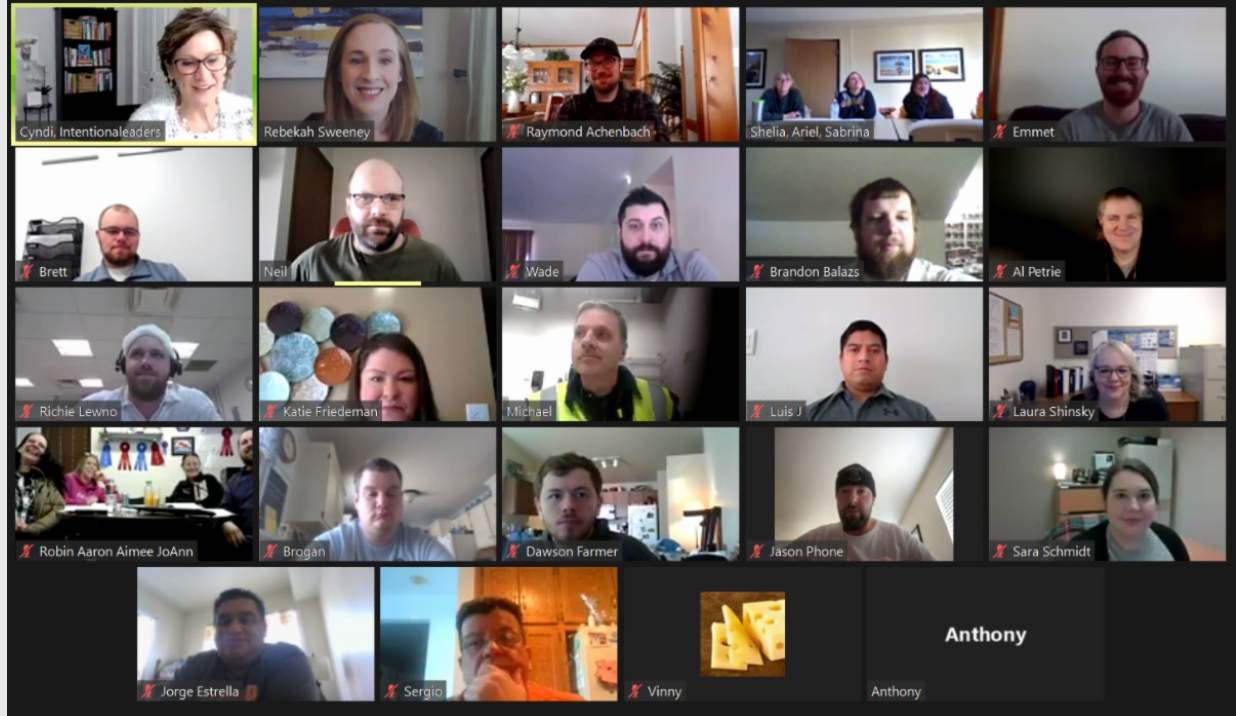 Cyndi, Intentionaleaders
Rebekah Sweeney
Raymond Achenbach
Shelia, Ariel, Sabrina
Emmet
Brett
Neil
Wade
Brandon Balazs
Al Petrie
Richie Lewno
Katie Friedeman
Michael
Luis J
Laura Shinsky
Robin Aaron Aimee JoAnn
Brogan
Dawson Farmer
Jason Phone
Sara Schmidt
Jorge Estrella
Sergio
Vinny
Anthony
Anthony